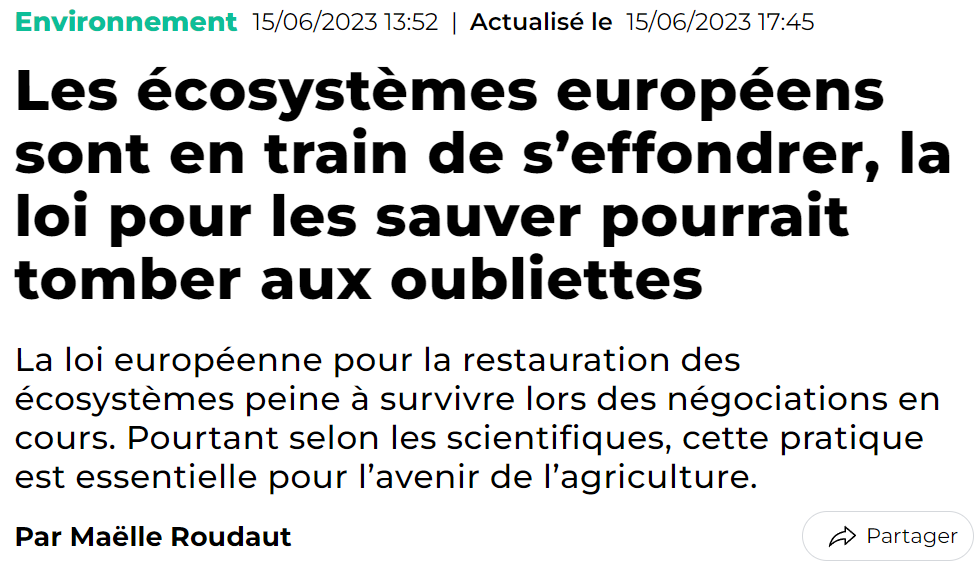 Environnement 15/06/2023 13:52 | Actualisé le 15/06/2023 17:45
Les écosystèmes européens
sont en train de s’effondrer, la
loi pour les sauver pourrait
tomber aux oubliettes
La loi européenne pour la restauration des
écosystèmes peine à survivre lors des négociations en
cours. Pourtant selon les scientifiques, cette pratique
est essentielle pour l’avenir de l’agriculture.
Par Maëlle Roudaut
Partager